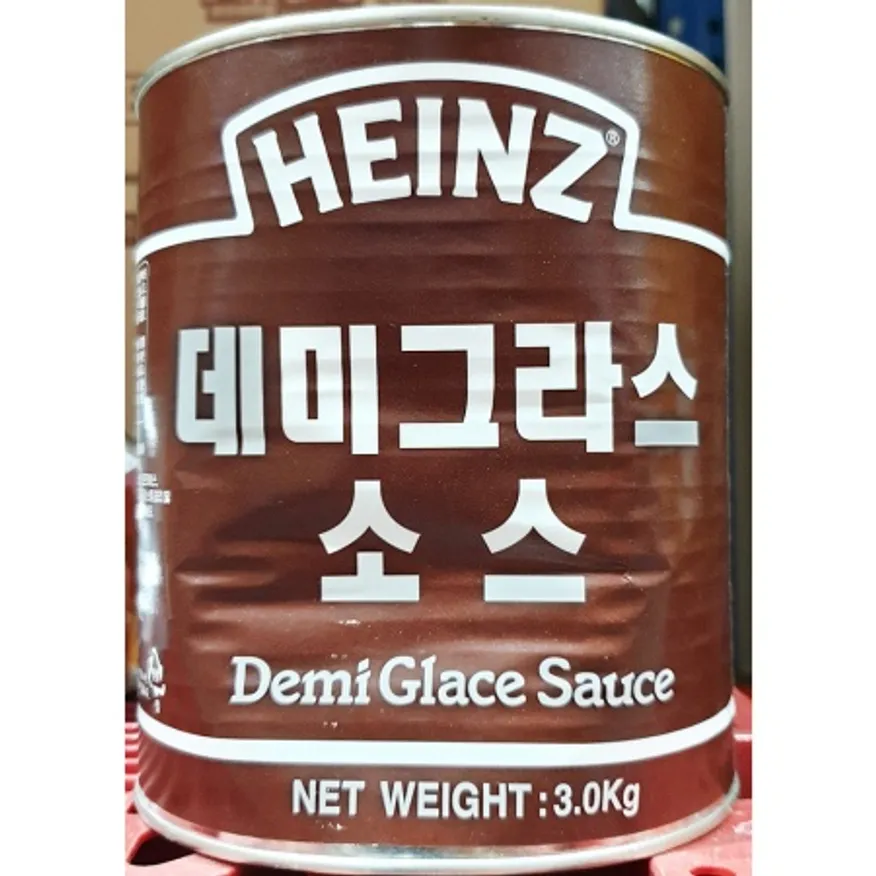 HEINZ®
데미그라스
소스
Demi Glace Sauce
NET WEIGHT : 3.0Kg